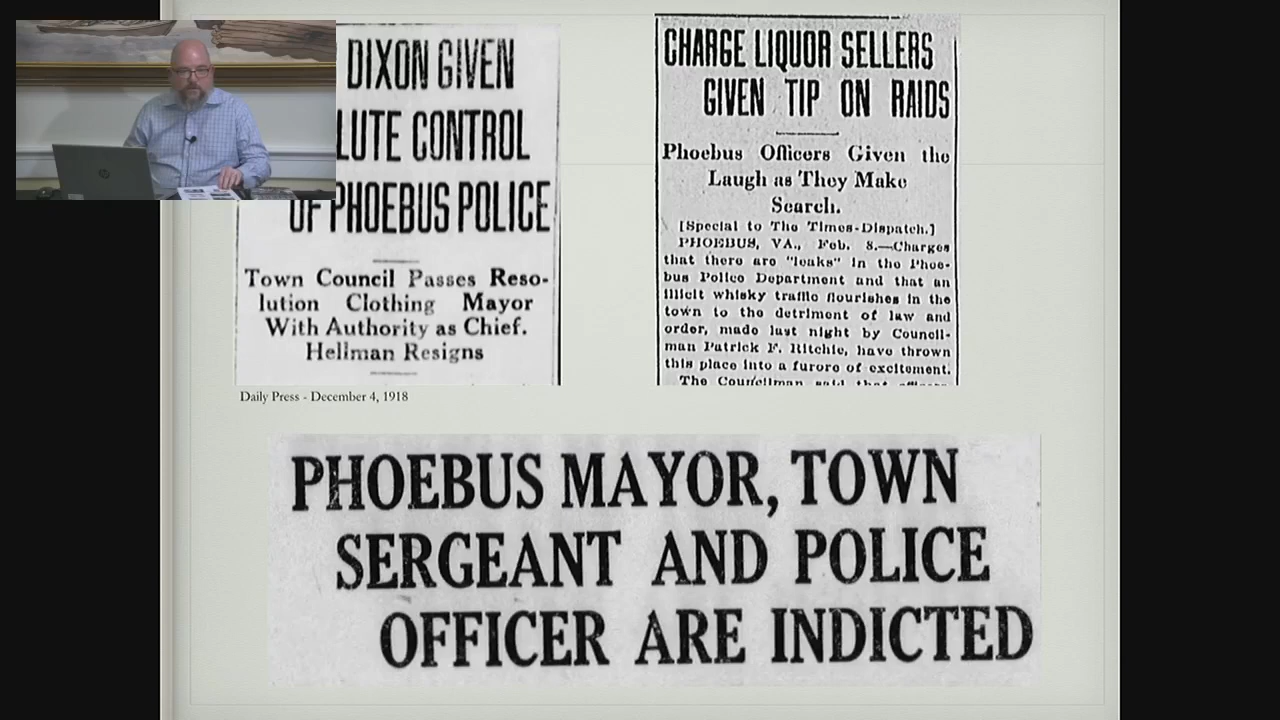 DIXON GIVEN
LUTE CONTROL
OF PHOEBUS POLICE
Town Council Passes Reso-
lution Clothing Mayor
With Authority as Chief.
Hellman Resigns
Daily Press - December 4, 1918
CHARGE LIQUOR SELLERS
GIVEN TIP ON RAIDS
Phoebus Officers Given the
Laugh as They Make
Search.
[Special to The Times-Dispatch.]
PHOEBUS, VA., Feb. 8.—Charges
that there are "leaks" in the Phoe-
bus Police Department and that an
illicit whisky traffic flourishes in the
town to the detriment of law and
order, made last night by Council-
man Patrick F. Ritchie, have thrown
this place into a furore of excitement.
The Councilman said that
PHOEBUS MAYOR, TOWN
SERGEANT AND POLICE
OFFICER ARE INDICTED